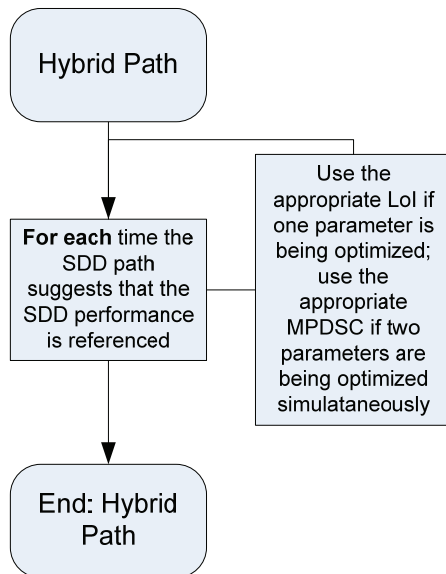 Hybrid Path
For each time the
SDD path
suggests that the
SDD performance
is referenced
Use the
appropriate LoI if
one parameter is
being optimized;
use the
appropriate
MPDSC if two
parameters are
being optimized
simulataneously
End: Hybrid
Path